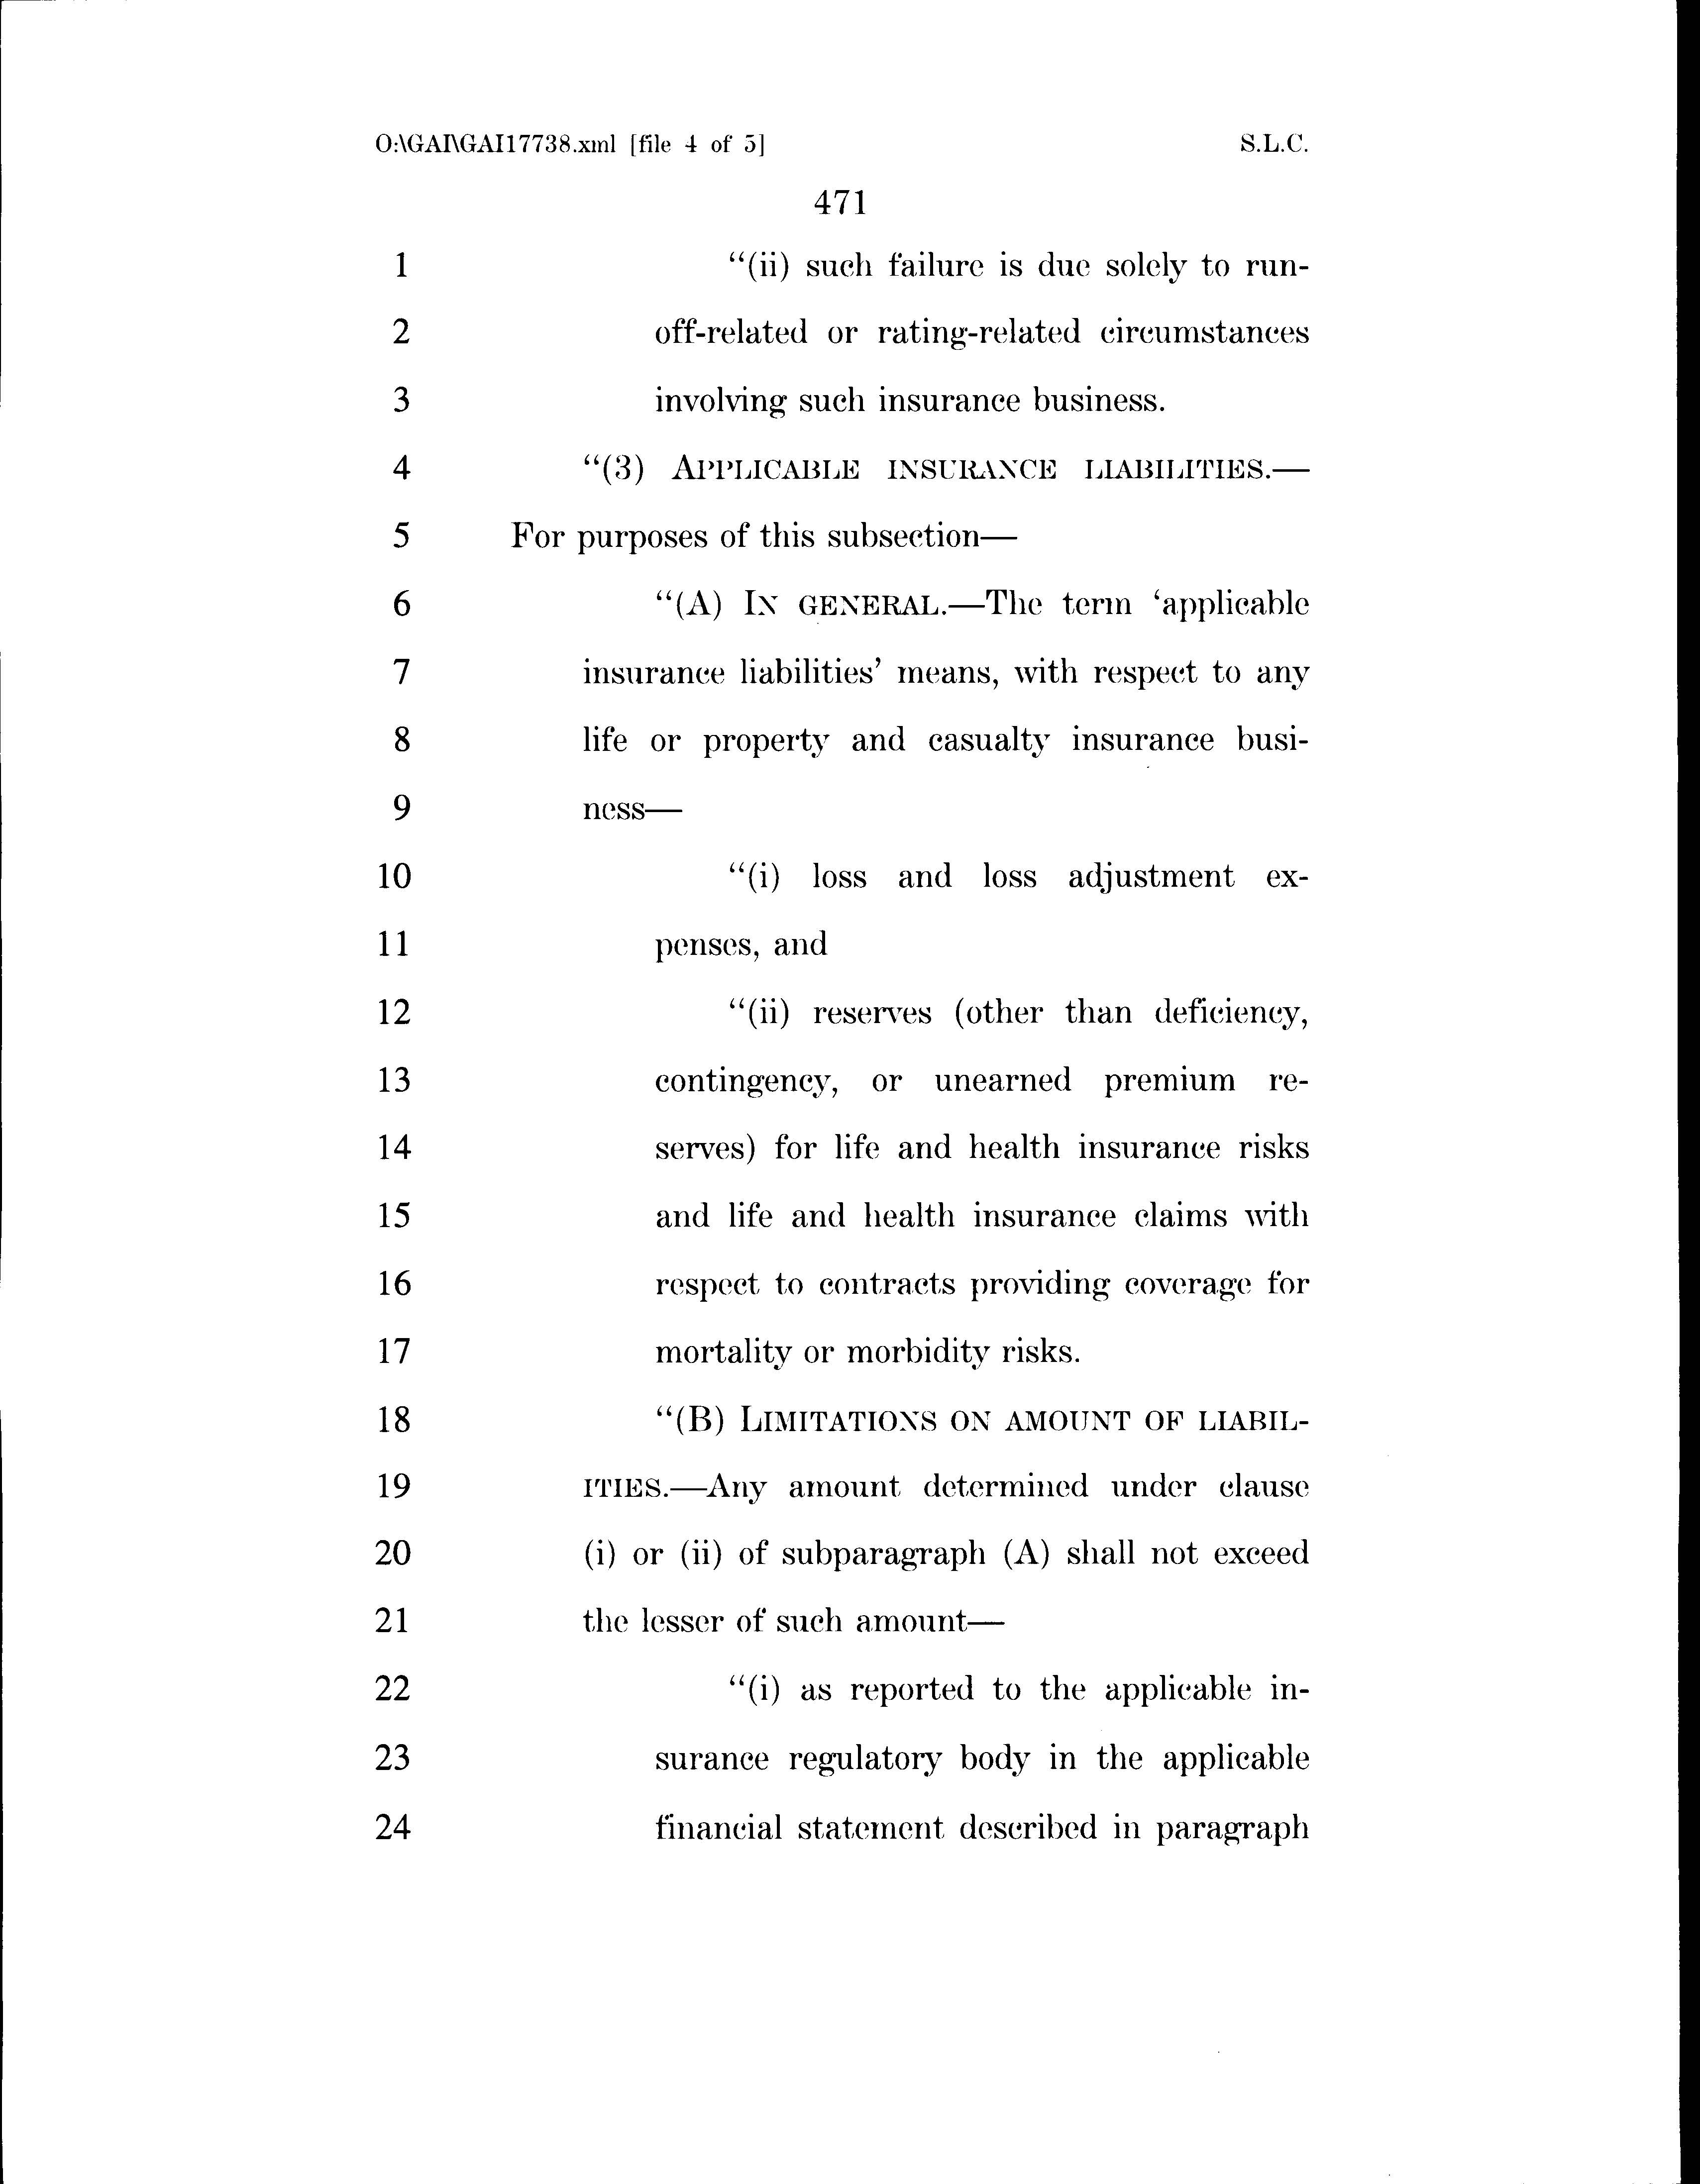 O:\GAI\GAI17738.xml [file 4 of 5] S.L.C.
471
1 “(ii) such failure is due solely to run-
2 off-related or rating-related circumstances
3 involving such insurance business.
4 “(3) APPLICABLE INSURANCE LIABILITIES.—
5 For purposes of this subsection—
6 “(A) IN GENERAL.—The term ‘applicable
7 insurance liabilities’ means, with respect to any
8 life or property and casualty insurance busi-
9 ness—
10 “(i) loss and loss adjustment ex-
11 penses, and
12 “(ii) reserves (other than deficiency,
13 contingency, or unearned premium re-
14 serves) for life and health insurance risks
15 and life and health insurance claims with
16 respect to contracts providing coverage for
17 mortality or morbidity risks.
18 “(B) LIMITATIONS ON AMOUNT OF LIABIL-
19 ITIES.—Any amount determined under clause
20 (i) or (ii) of subparagraph (A) shall not exceed
21 the lesser of such amount—
22 “(i) as reported to the applicable in-
23 surance regulatory body in the applicable
24 financial statement described in paragraph